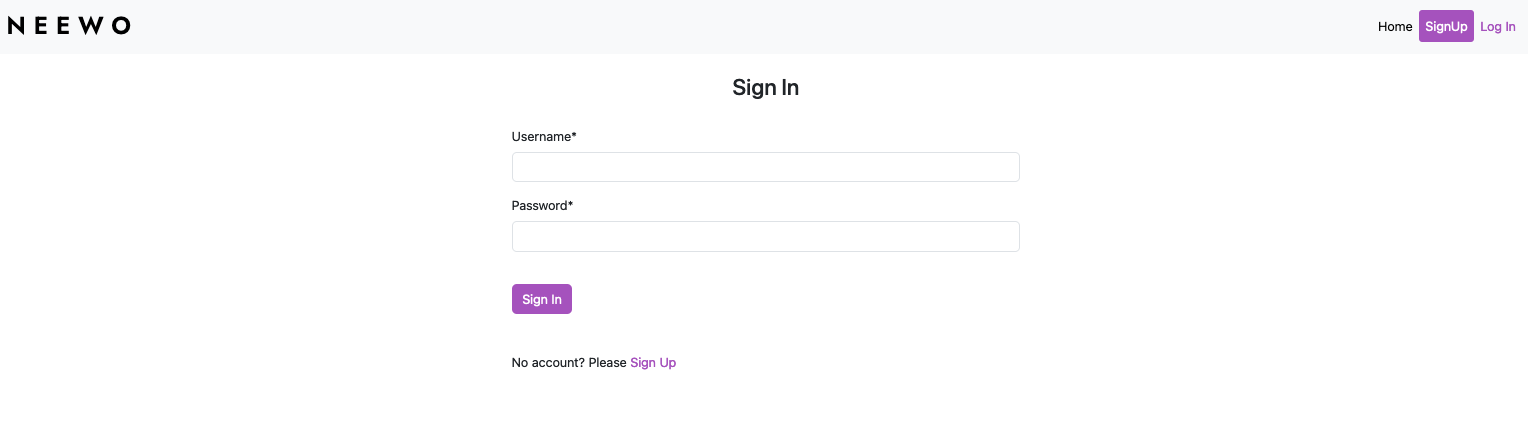 NEEWO Home SignUp Log In
Sign In
Username*
Password*
Sign In
No account? Please Sign Up